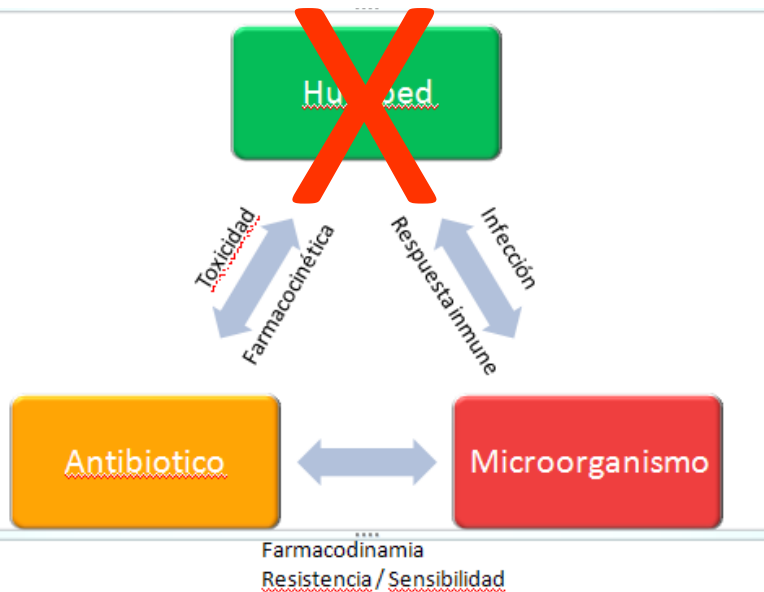 Toxicidad
Farmacocinética
Respuesta inmune
Infección
Antibiotico
Microorganismo
Farmacodinamia
Resistencia / Sensibilidad